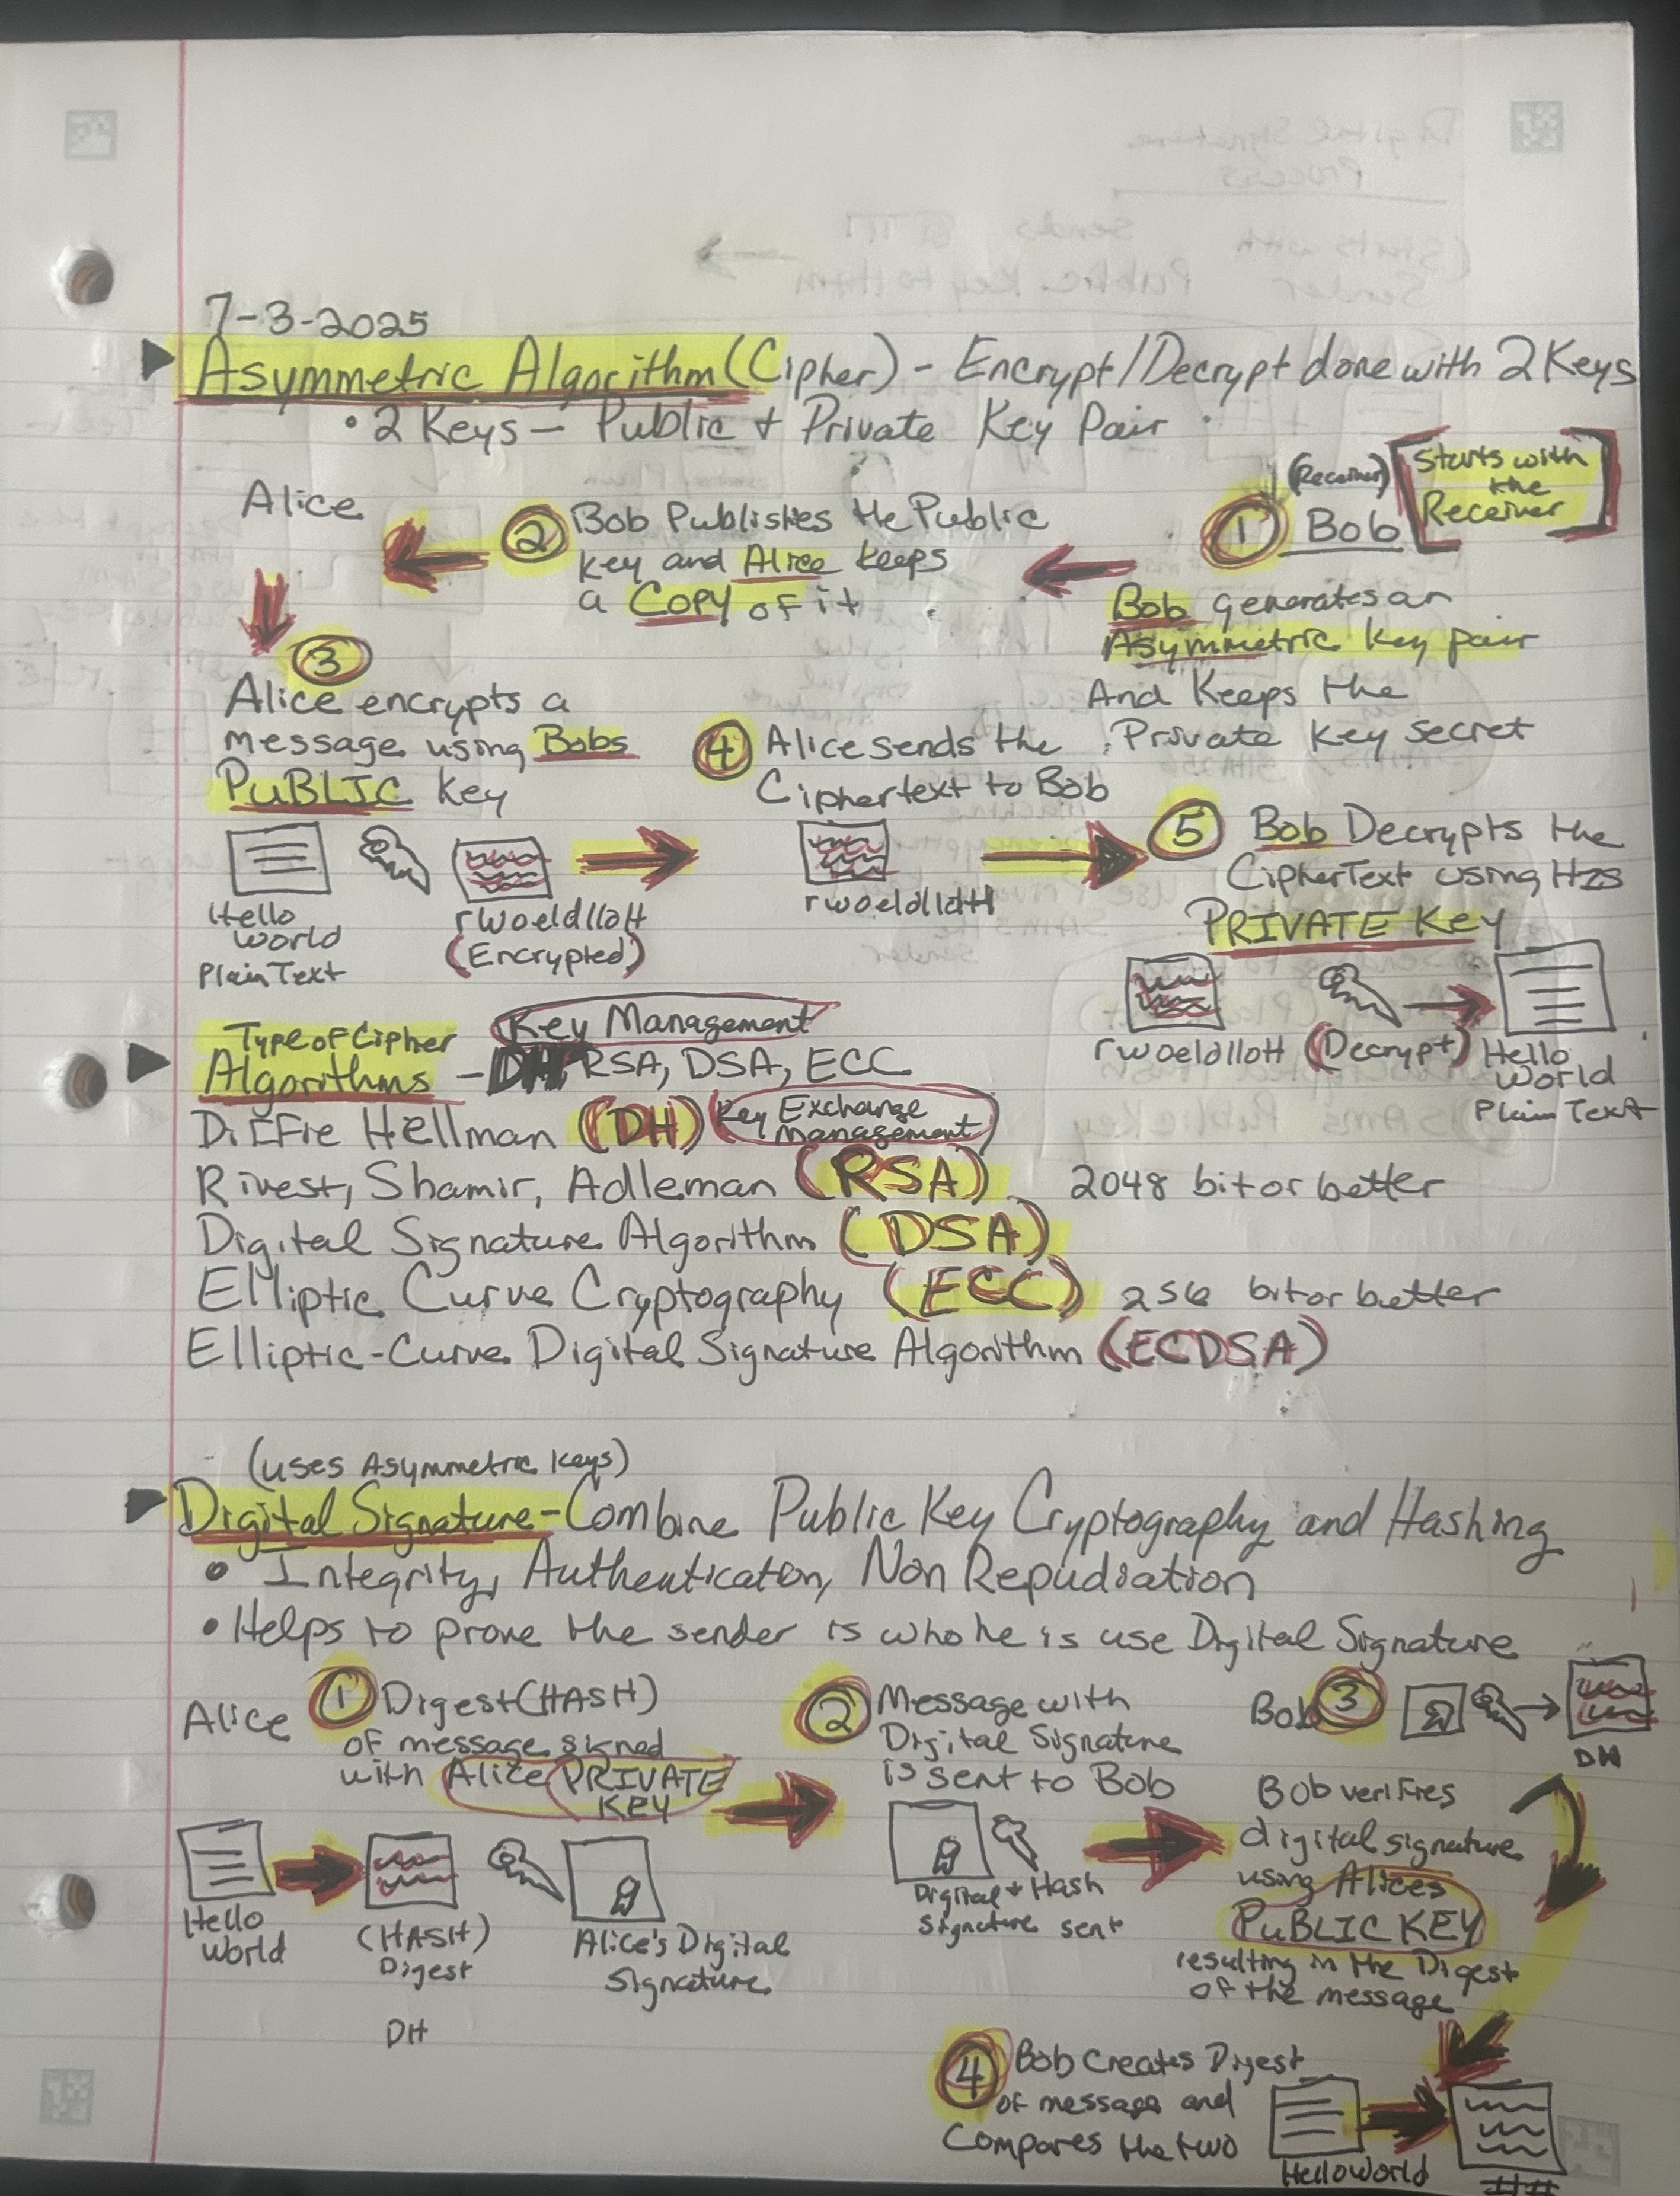 7-3-2025
Asymmetric Algorithm (Cipher) - Encrypt/Decrypt done with 2 Keys
• 2 Keys - Public + Private Key Pair
(Receiver)
Starts with
the
Receiver
1 Bob
Bob generates an
Asymmetric key pair
And Keeps the
Private Key secret
2 Bob Publishes the Public
key and Alice keeps
a Copy of it
Alice
3
Alice encrypts a
message using Bobs
PUBLIC Key
Hello
world
Plain Text
rwoeldlloH
(Encrypted)
4 Alice sends the
Ciphertext to Bob
rwoeldlloH
5 Bob Decrypts the
CipherText using HIS
PRIVATE Key
rwoeldlloH (Decrypt) Hello
world
Plain Text
Key Management
Type of Cipher
Algorithms - RSA, DSA, ECC
Diffie Hellman (DH) Key Exchange
management
Rivest, Shamir, Adleman (RSA) 2048 bit or better
Digital Signature Algorithm (DSA)
Elliptic Curve Cryptography (ECC) 256 bit or better
Elliptic-Curve Digital Signature Algorithm (ECDSA)
(uses Asymmetric keys)
Digital Signature - Combine Public Key Cryptography and Hashing
• Integrity, Authentication, Non Repudiation
• Helps to prove the sender is who he is use Digital Signature
Alice 1 Digest (HASH)
of message signed
with Alice PRIVATE
KEY
Hello
World
(HASH)
Digest
DH
Alice's Digital
Signature
2 Message with
Digital Signature
is sent to Bob
Digital + Hash
Signature sent
Bob 3
DH
Bob verifies
digital signature
using Alices
PUBLIC KEY
resulting in the Digest
of the message
4 Bob Creates Digest
of message and
Compares the two
Hello World